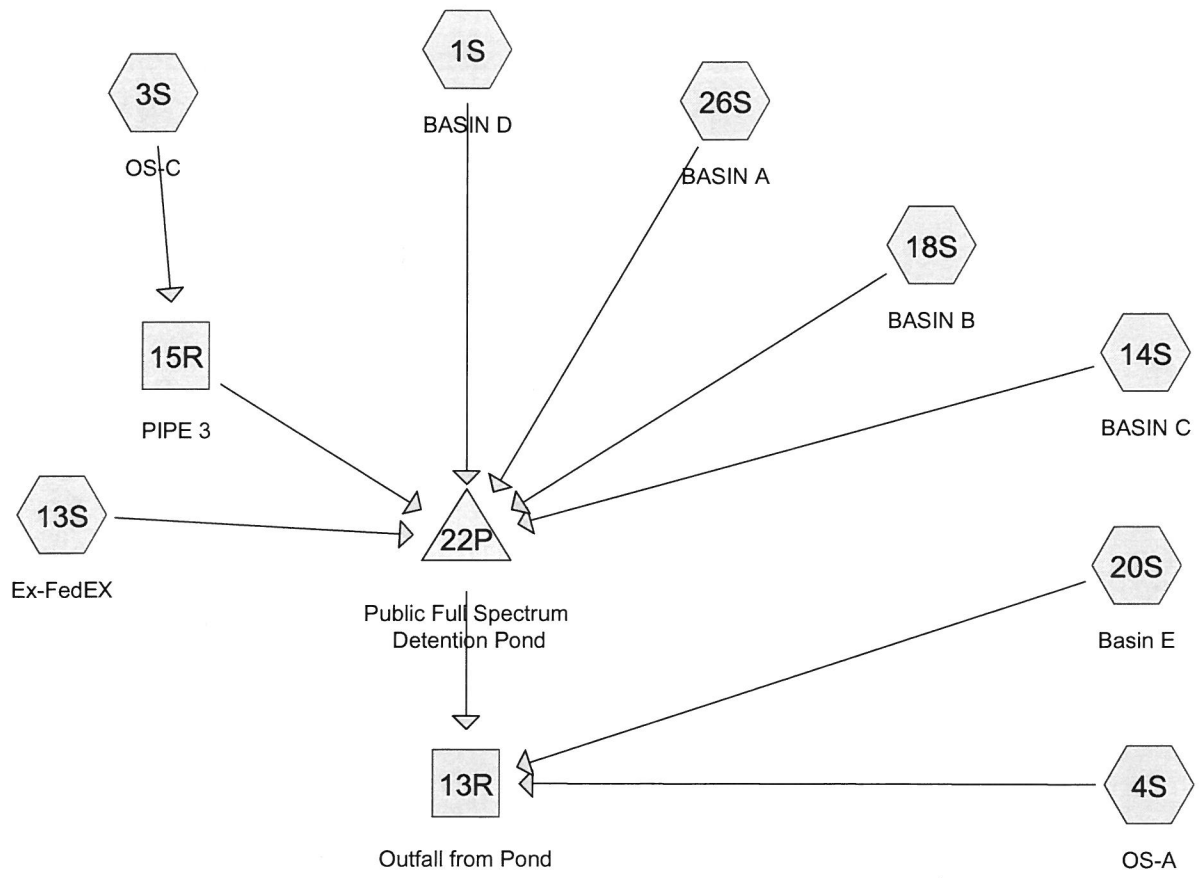 1S
BASIN D
3S
OS-C
26S
BASIN A
18S
BASIN B
14S
BASIN C
15R
PIPE 3
13S
Ex-FedEX
22P
Public Full Spectrum
Detention Pond
20S
Basin E
13R
Outfall from Pond
4S
OS-A